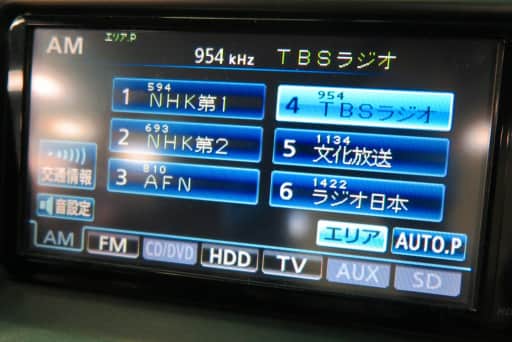 AM エリア.P
954 kHz TBSラジオ
594
1 NHK第1
954
4 TBSラジオ
693
2 NHK第2
1134
5 文化放送
810
3 AFN
1422
6 ラジオ日本
交通情報
音設定
エリア AUTO.P
AM FM CD/DVD HDD TV AUX SD